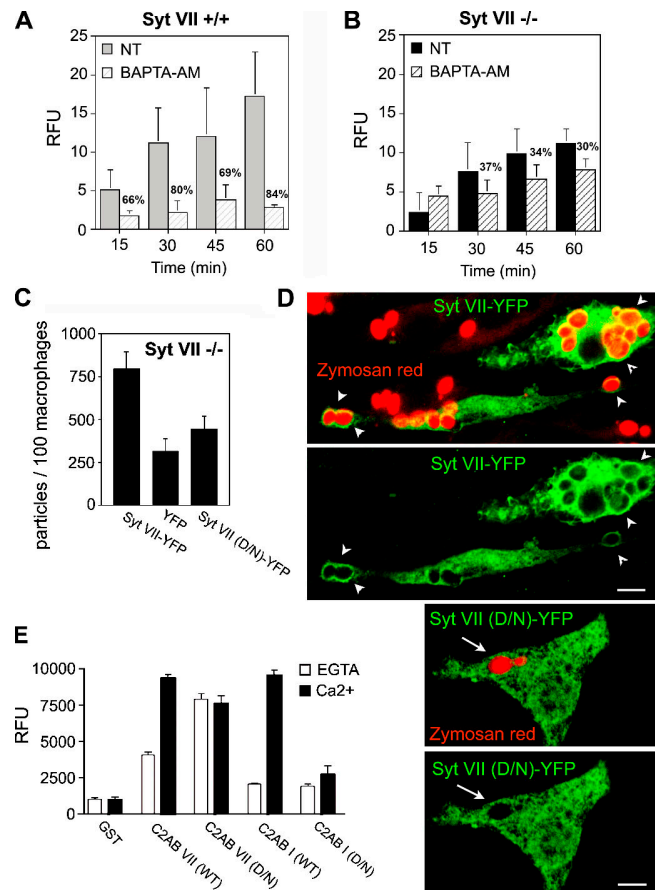 A
Syt VII +/+
NT
BAPTA-AM
RFU
25
20
15
10
5
0
66%
80%
69%
84%
15 30 45 60
Time (min)
B
Syt VII -/-
NT
BAPTA-AM
RFU
25
20
15
10
5
0
37%
34%
30%
15 30 45 60
Time (min)
C
Syt VII -/-
particles / 100 macrophages
1000
750
500
250
0
Syt VII-YFP
YFP
Syt VII (D/N)-YFP
D
Syt VII-YFP
Zymosan red
Syt VII-YFP
Syt VII (D/N)-YFP
Zymosan red
Syt VII (D/N)-YFP
E
EGTA
Ca2+
RFU
10000
7500
5000
2500
0
GST
C2AB VII (WT)
C2AB VII (D/N)
C2AB I (WT)
C2AB I (D/N)